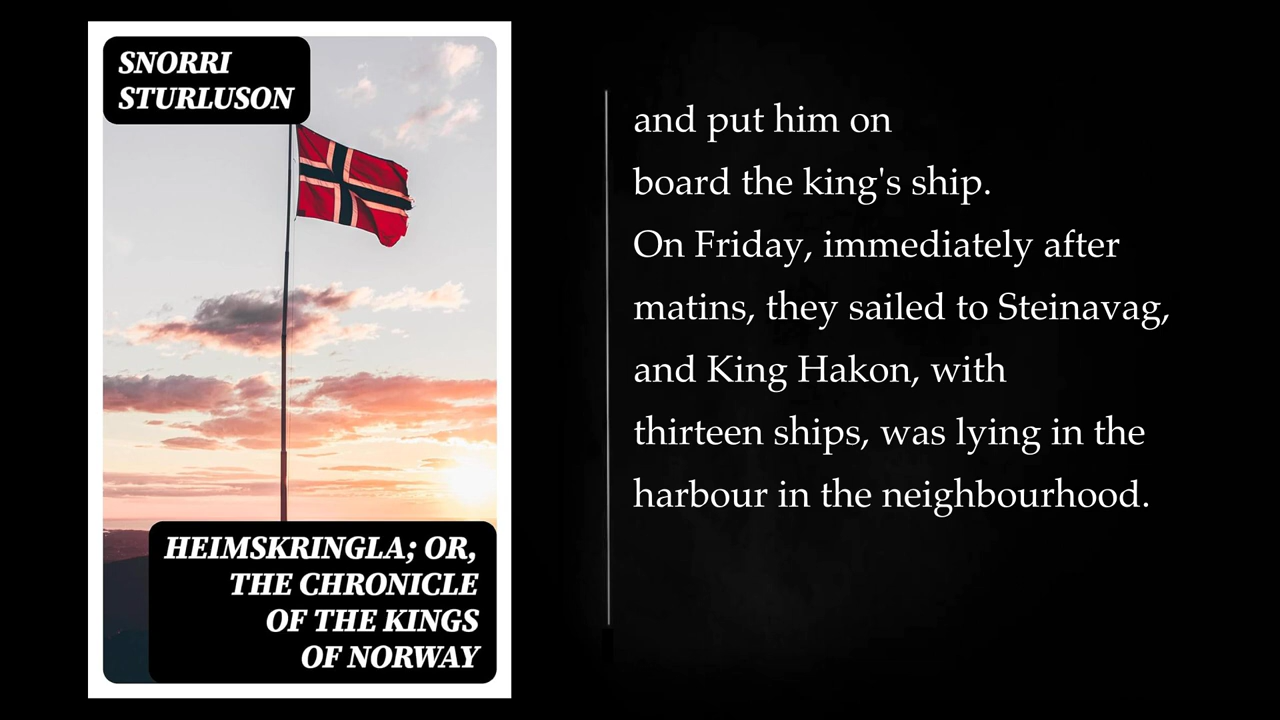 SNORRI
STURLUSON
HEIMSKRINGLA; OR,
THE CHRONICLE
OF THE KINGS
OF NORWAY
and put him on
board the king's ship.
On Friday, immediately after
matins, they sailed to Steinavag,
and King Hakon, with
thirteen ships, was lying in the
harbour in the neighbourhood.